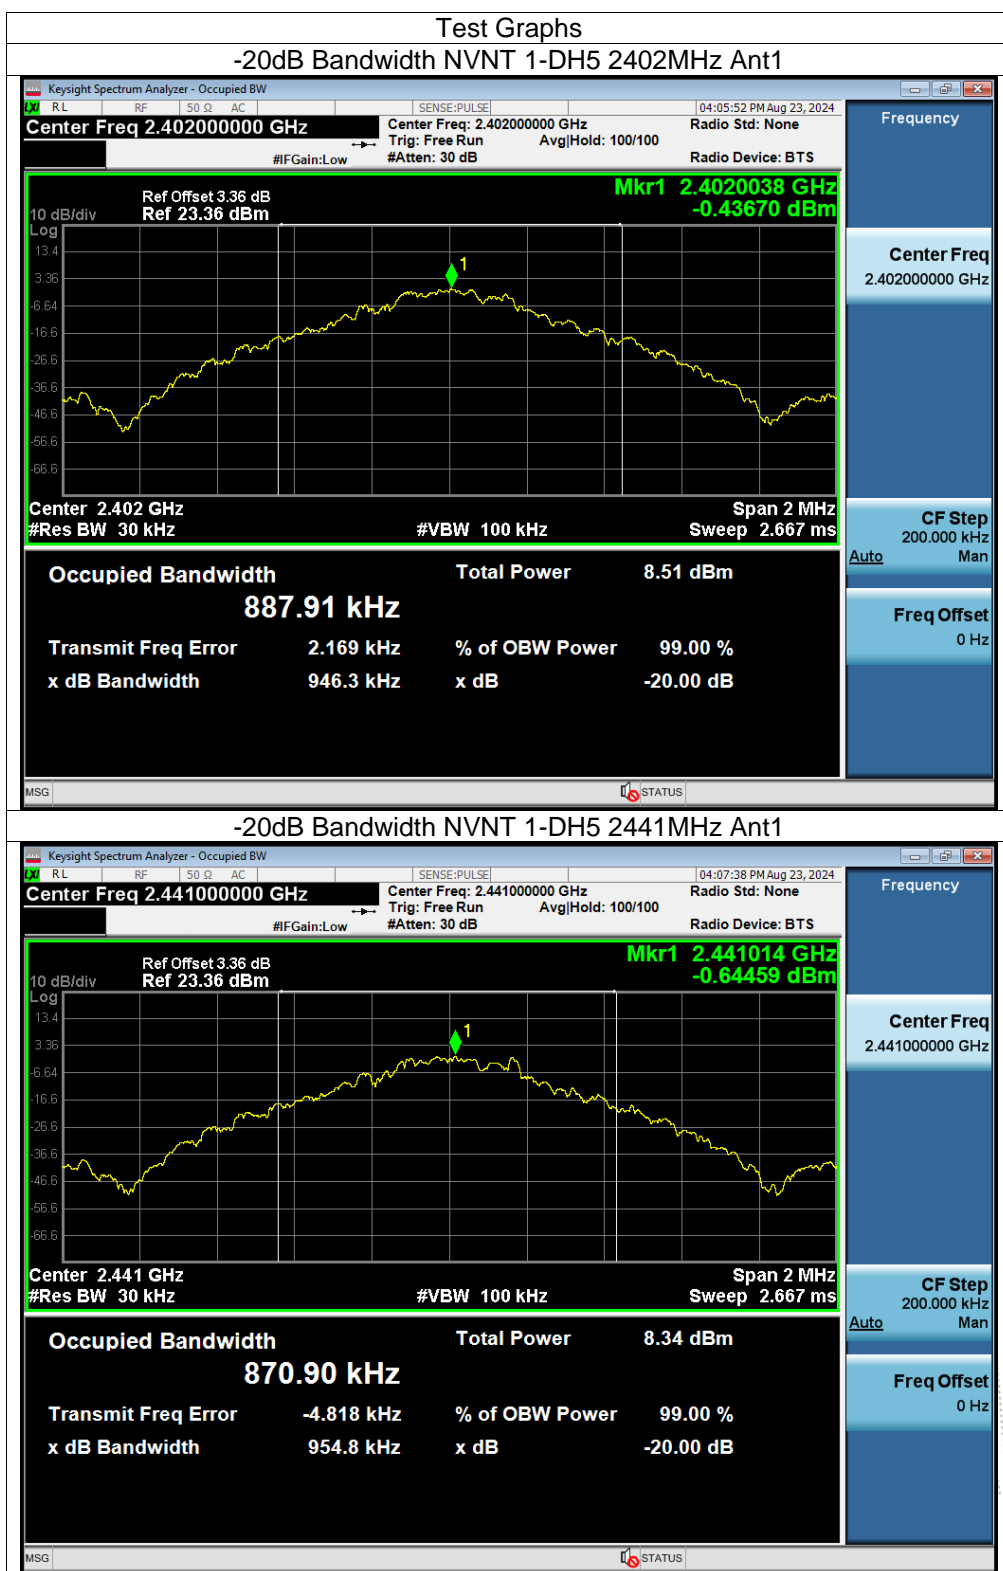 Test Graphs
-20dB Bandwidth NVNT 1-DH5 2402MHz Ant1
Keysight Spectrum Analyzer - Occupied BW
LXI RL RF 50 Ω AC SENSE:PULSE 04:05:52 PM Aug 23, 2024
Center Freq 2.402000000 GHz
Center Freq: 2.402000000 GHz
Radio Std: None
Trig: Free Run Avg|Hold: 100/100
#IFGain:Low #Atten: 30 dB Radio Device: BTS
Frequency
Mkr1 2.4020038 GHz
-0.43670 dBm
Ref Offset 3.36 dB
10 dB/div Ref 23.36 dBm
Log
13.4
3.36
-6.64
-16.6
-26.6
-36.6
-46.6
-56.6
-66.6
1
Center 2.402 GHz Span 2 MHz
#Res BW 30 kHz #VBW 100 kHz Sweep 2.667 ms
Center Freq
2.402000000 GHz
CF Step
200.000 kHz
Auto Man
Freq Offset
0 Hz
Occupied Bandwidth Total Power 8.51 dBm
887.91 kHz
Transmit Freq Error 2.169 kHz % of OBW Power 99.00 %
x dB Bandwidth 946.3 kHz x dB -20.00 dB
MSG STATUS
-20dB Bandwidth NVNT 1-DH5 2441MHz Ant1
Keysight Spectrum Analyzer - Occupied BW
LXI RL RF 50 Ω AC SENSE:PULSE 04:07:38 PM Aug 23, 2024
Center Freq 2.441000000 GHz
Center Freq: 2.441000000 GHz
Radio Std: None
Trig: Free Run Avg|Hold: 100/100
#IFGain:Low #Atten: 30 dB Radio Device: BTS
Frequency
Mkr1 2.441014 GHz
-0.64459 dBm
Ref Offset 3.36 dB
10 dB/div Ref 23.36 dBm
Log
13.4
3.36
-6.64
-16.6
-26.6
-36.6
-46.6
-56.6
-66.6
1
Center 2.441 GHz Span 2 MHz
#Res BW 30 kHz #VBW 100 kHz Sweep 2.667 ms
Center Freq
2.441000000 GHz
CF Step
200.000 kHz
Auto Man
Freq Offset
0 Hz
Occupied Bandwidth Total Power 8.34 dBm
870.90 kHz
Transmit Freq Error -4.818 kHz % of OBW Power 99.00 %
x dB Bandwidth 954.8 kHz x dB -20.00 dB
MSG STATUS